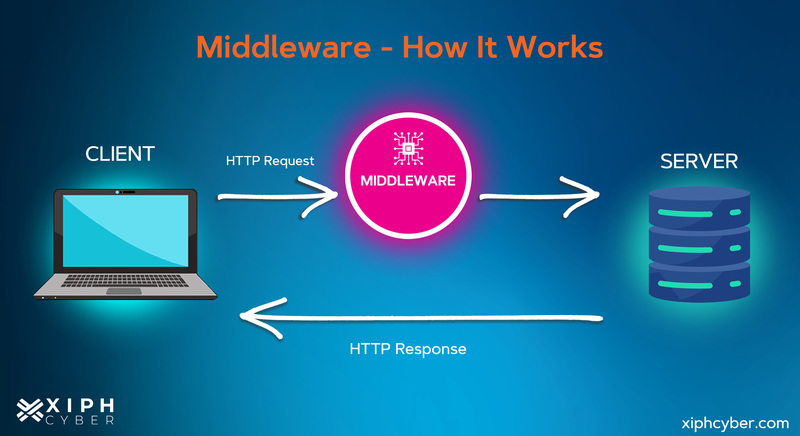 Middleware - How It Works
CLIENT
HTTP Request
MIDDLEWARE
SERVER
HTTP Response
XIPH
CYBER
xiphcyber.com